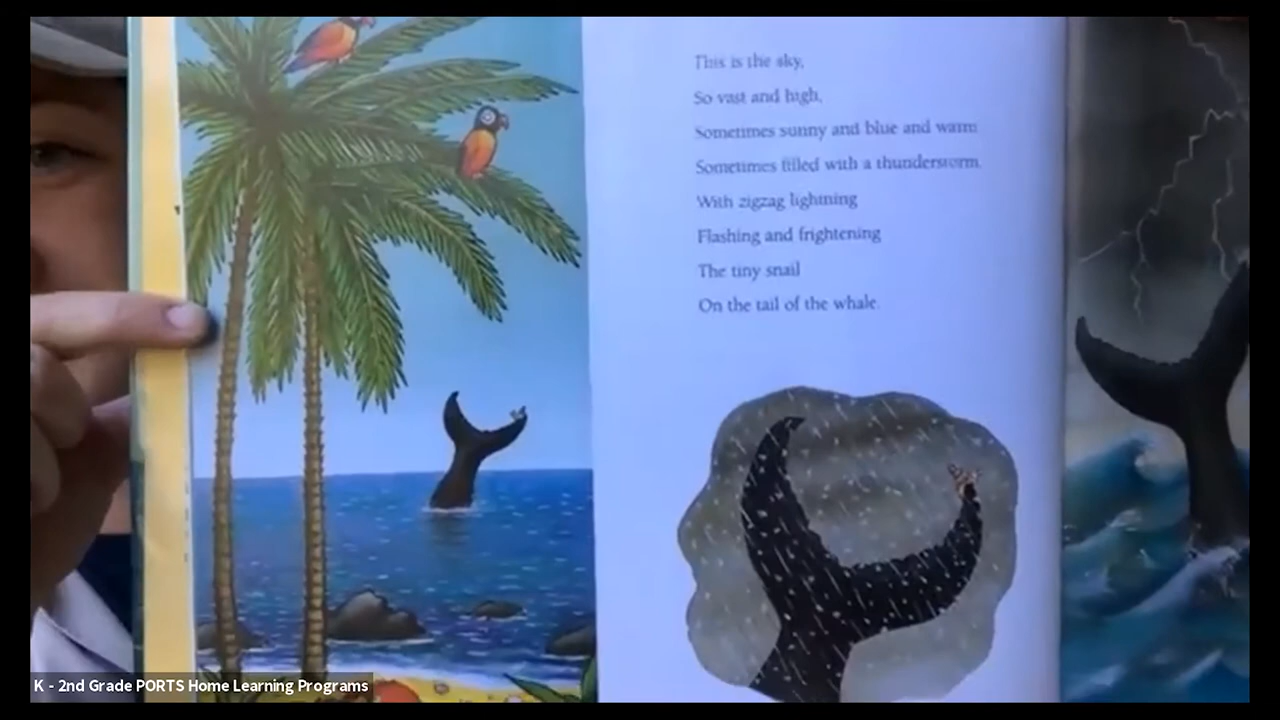 This is the sky,
So vast and high,
Sometimes sunny and blue and warm
Sometimes filled with a thunderstorm.
With zigzag lightning
Flashing and frightening
The tiny snail
On the tail of the whale.
K - 2nd Grade PORTS Home Learning Programs